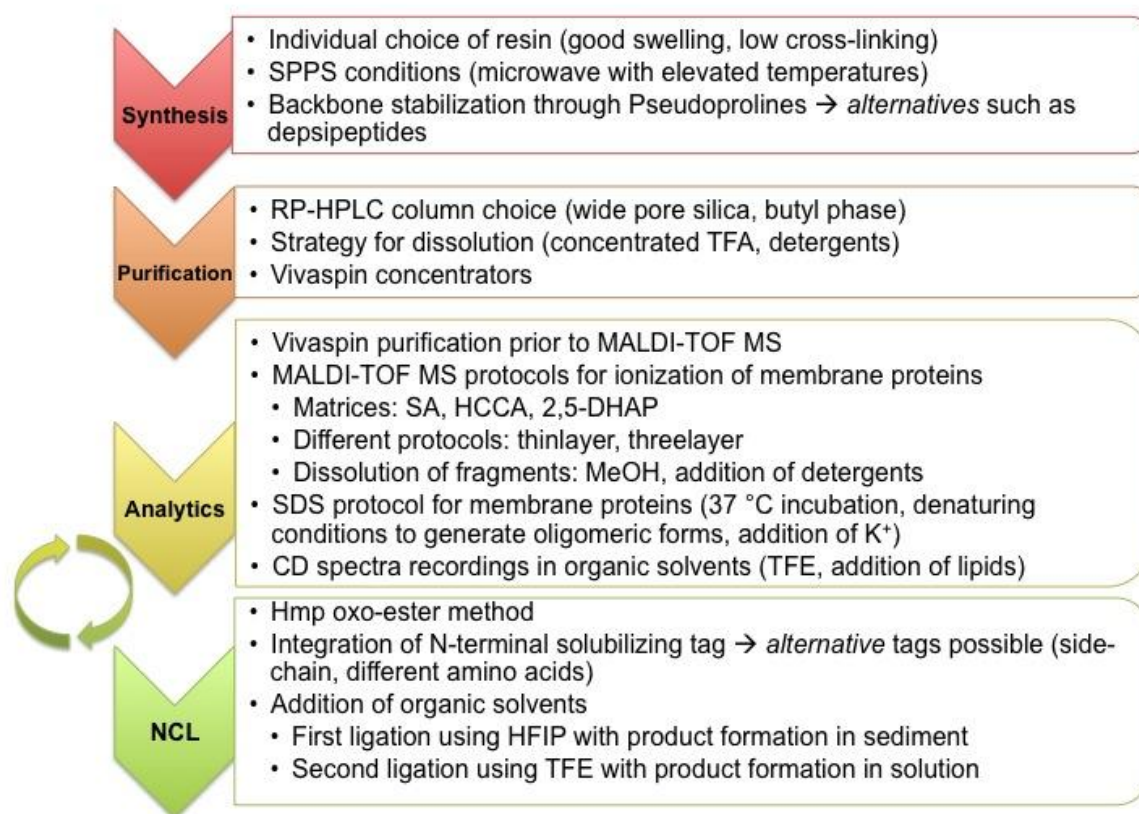 Synthesis
• Individual choice of resin (good swelling, low cross-linking)
• SPPS conditions (microwave with elevated temperatures)
• Backbone stabilization through Pseudoprolines → alternatives such as
depsipeptides
Purification
• RP-HPLC column choice (wide pore silica, butyl phase)
• Strategy for dissolution (concentrated TFA, detergents)
• Vivaspin concentrators
Analytics
• Vivaspin purification prior to MALDI-TOF MS
• MALDI-TOF MS protocols for ionization of membrane proteins
• Matrices: SA, HCCA, 2,5-DHAP
• Different protocols: thinlayer, threelayer
• Dissolution of fragments: MeOH, addition of detergents
• SDS protocol for membrane proteins (37 °C incubation, denaturing
conditions to generate oligomeric forms, addition of K⁺)
• CD spectra recordings in organic solvents (TFE, addition of lipids)
NCL
• Hmp oxo-ester method
• Integration of N-terminal solubilizing tag → alternative tags possible (side-
chain, different amino acids)
• Addition of organic solvents
• First ligation using HFIP with product formation in sediment
• Second ligation using TFE with product formation in solution